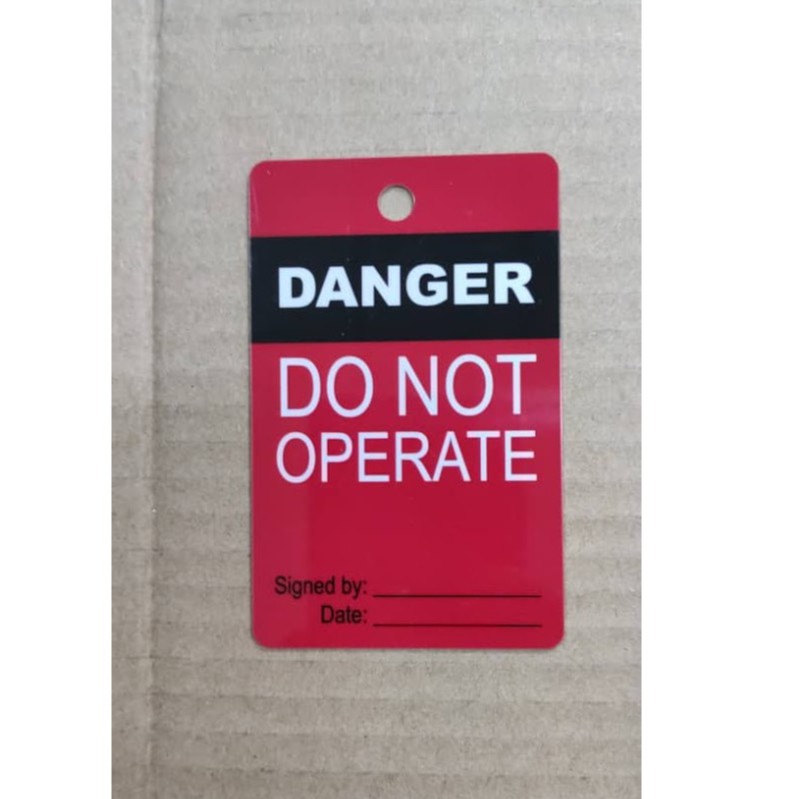 DANGER
DO NOT
OPERATE
Signed by:
Date: